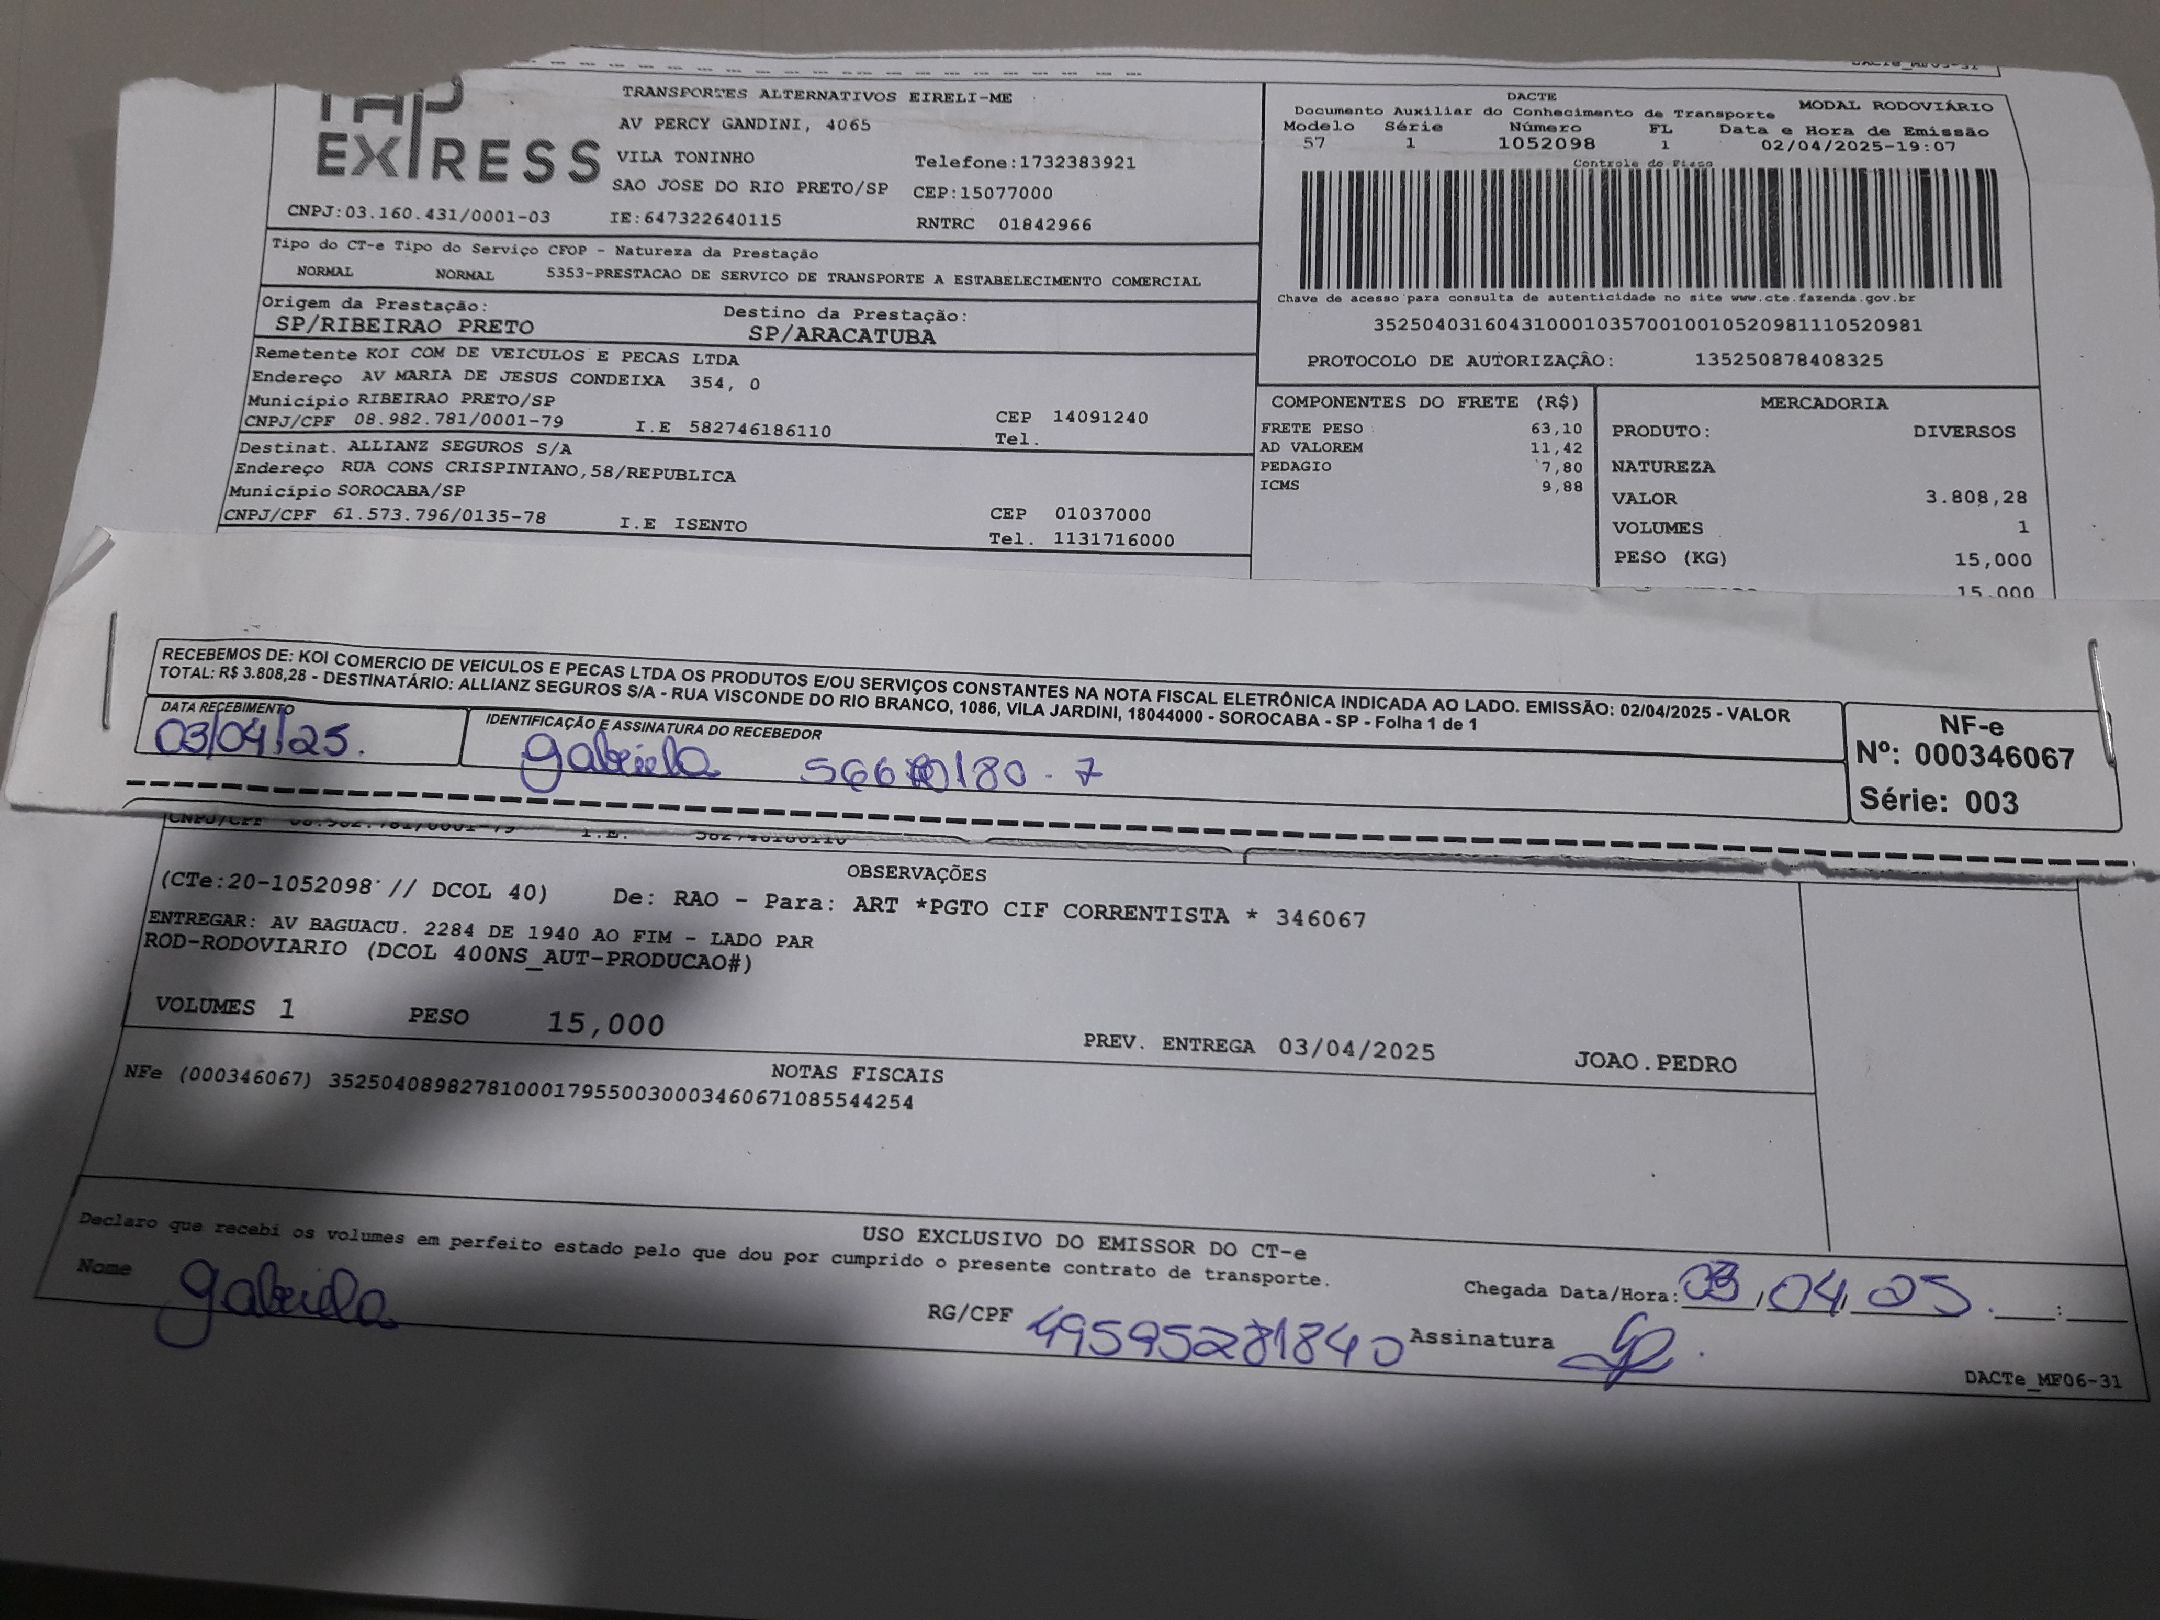 TAP
EXPRESS
TRANSPORTES ALTERNATIVOS EIRELI-ME
AV PERCY GANDINI, 4065
VILA TONINHO
Telefone:1732383921
SAO JOSE DO RIO PRETO/SP CEP:15077000
CNPJ:03.160.431/0001-03 IE:647322640115 RNTRC 01842966
DACTe_MF05-31
DACTE
Documento Auxiliar do Conhecimento de Transporte MODAL RODOVIÁRIO
Modelo Série Número FL Data e Hora de Emissão
57 1 1052098 1 02/04/2025-19:07
Controle do Fisco
Chave de acesso para consulta de autenticidade no site www.cte.fazenda.gov.br
35250403160431000103570010010520981110520981
PROTOCOLO DE AUTORIZAÇÃO: 135250878408325
Tipo do CT-e Tipo do Serviço CFOP - Natureza da Prestação
NORMAL NORMAL 5353-PRESTACAO DE SERVICO DE TRANSPORTE A ESTABELECIMENTO COMERCIAL
Origem da Prestação: Destino da Prestação:
SP/RIBEIRAO PRETO SP/ARACATUBA
Remetente KOI COM DE VEICULOS E PECAS LTDA
Endereço AV MARIA DE JESUS CONDEIXA 354, 0
Município RIBEIRAO PRETO/SP CEP 14091240
CNPJ/CPF 08.982.781/0001-79 I.E 582746186110 Tel.
Destinat. ALLIANZ SEGUROS S/A
Endereço RUA CONS CRISPINIANO,58/REPUBLICA
Município SOROCABA/SP CEP 01037000
CNPJ/CPF 61.573.796/0135-78 I.E ISENTO Tel. 1131716000
COMPONENTES DO FRETE (R$)
FRETE PESO 63,10
AD VALOREM 11,42
PEDAGIO 7,80
ICMS 9,88
MERCADORIA
PRODUTO: DIVERSOS
NATUREZA
VALOR 3.808,28
VOLUMES 1
PESO (KG) 15,000
15,000
RECEBEMOS DE: KOI COMERCIO DE VEICULOS E PECAS LTDA OS PRODUTOS E/OU SERVIÇOS CONSTANTES NA NOTA FISCAL ELETRÔNICA INDICADA AO LADO. EMISSÃO: 02/04/2025 - VALOR
TOTAL: R$ 3.808,28 - DESTINATÁRIO: ALLIANZ SEGUROS S/A - RUA VISCONDE DO RIO BRANCO, 1086, VILA JARDINI, 18044000 - SOROCABA - SP - Folha 1 de 1
DATA RECEBIMENTO IDENTIFICAÇÃO E ASSINATURA DO RECEBEDOR
03/04/25. gabriela
NF-e
Nº: 000346067
Série: 003
CNPJ/CPF 08.982.781/0001-79 I.E. 582746186110
OBSERVAÇÕES
(CTe:20-1052098 // DCOL 40) De: RAO - Para: ART *PGTO CIF CORRENTISTA * 346067
ENTREGAR: AV BAGUACU. 2284 DE 1940 AO FIM - LADO PAR
ROD-RODOVIARIO (DCOL 400NS_AUT-PRODUCAO#)
VOLUMES 1 PESO 15,000 PREV. ENTREGA 03/04/2025 JOAO.PEDRO
NOTAS FISCAIS
NFe (000346067) 35250408982781000179550030003460671085544254
USO EXCLUSIVO DO EMISSOR DO CT-e
Declaro que recebi os volumes em perfeito estado pelo que dou por cumprido o presente contrato de transporte.
Chegada Data/Hora: 03/04/25. __:__
Nome gabriela RG/CPF 49595281840 Assinatura
DACTe_MF06-31